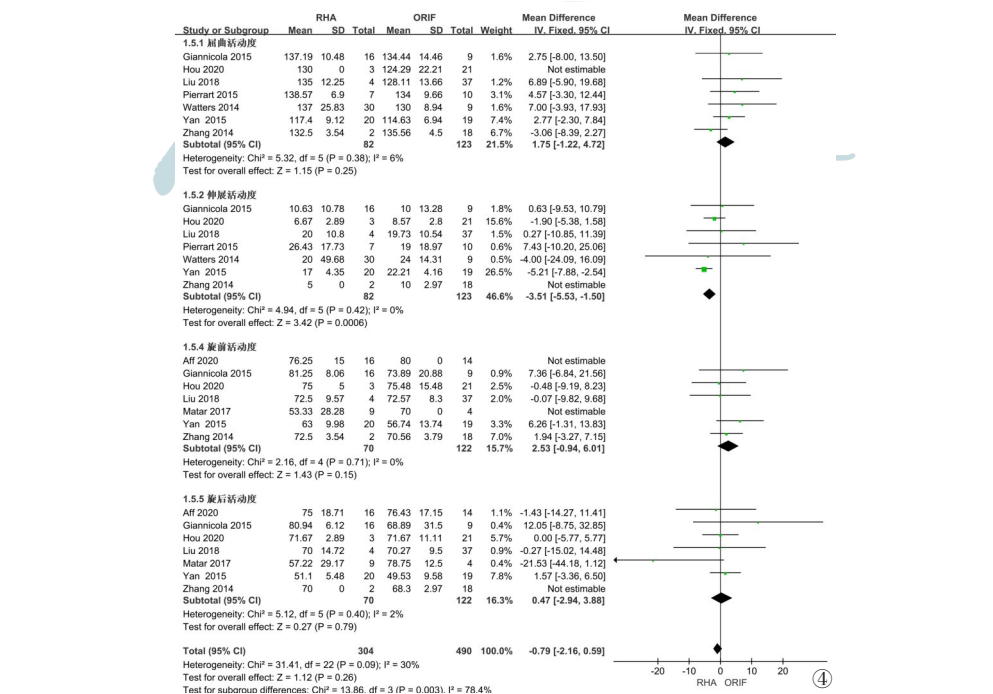 RHA ORIF Mean Difference Mean Difference
Study or Subgroup Mean SD Total Mean SD Total Weight IV. Fixed. 95% CI IV. Fixed. 95% CI
1.5.1 屈曲活动度
Giannicola 2015 137.19 10.48 16 134.44 14.46 9 1.6% 2.75 [-8.00, 13.50]
Hou 2020 130 0 3 124.29 22.21 21 Not estimable
Liu 2018 135 12.25 4 128.11 13.66 37 1.2% 6.89 [-5.90, 19.68]
Pierrart 2015 138.57 6.9 7 134 9.66 10 3.1% 4.57 [-3.30, 12.44]
Watters 2014 137 25.83 30 130 8.94 9 1.6% 7.00 [-3.93, 17.93]
Yan 2015 117.4 9.12 20 114.63 6.94 19 7.4% 2.77 [-2.30, 7.84]
Zhang 2014 132.5 3.54 2 135.56 4.5 18 6.7% -3.06 [-8.39, 2.27]
Subtotal (95% CI) 82 123 21.5% 1.75 [-1.22, 4.72]
Heterogeneity: Chi² = 5.32, df = 5 (P = 0.38); I² = 6%
Test for overall effect: Z = 1.15 (P = 0.25)
1.5.2 伸展活动度
Giannicola 2015 10.63 10.78 16 10 13.28 9 1.8% 0.63 [-9.53, 10.79]
Hou 2020 6.67 2.89 3 8.57 2.8 21 15.6% -1.90 [-5.38, 1.58]
Liu 2018 20 10.8 4 19.73 10.54 37 1.5% 0.27 [-10.85, 11.39]
Pierrart 2015 26.43 17.73 7 19 18.97 10 0.6% 7.43 [-10.20, 25.06]
Watters 2014 20 49.68 30 24 14.31 9 0.7% -4.00 [-24.09, 16.09]
Yan 2015 17 4.35 20 22.21 4.16 19 26.5% -5.21 [-7.88, -2.54]
Zhang 2014 5 0 2 10 2.97 18 Not estimable
Subtotal (95% CI) 82 123 46.6% -3.51 [-5.53, -1.50]
Heterogeneity: Chi² = 4.94, df = 5 (P = 0.42); I² = 0%
Test for overall effect: Z = 3.42 (P = 0.0006)
1.5.4 旋前活动度
Aff 2020 76.25 15 16 80 0 14 Not estimable
Giannicola 2015 81.25 8.06 16 73.89 20.88 9 0.9% 7.36 [-6.84, 21.56]
Hou 2020 75 5 3 75.48 15.48 21 2.5% -0.48 [-9.19, 8.23]
Liu 2018 72.5 9.57 4 72.57 8.3 37 2.0% -0.07 [-9.82, 9.68]
Matar 2017 53.33 28.28 9 70 0 4 Not estimable
Yan 2015 63 9.98 20 56.74 13.74 19 3.3% 6.26 [-1.31, 13.83]
Zhang 2014 72.5 3.54 2 70.56 3.79 18 7.0% 1.94 [-3.27, 7.15]
Subtotal (95% CI) 70 122 15.7% 2.53 [-0.94, 6.01]
Heterogeneity: Chi² = 2.16, df = 4 (P = 0.71); I² = 0%
Test for overall effect: Z = 1.43 (P = 0.15)
1.5.5 旋后活动度
Aff 2020 75 18.71 16 76.43 17.15 14 1.1% -1.43 [-14.27, 11.41]
Giannicola 2015 80.94 6.12 16 68.89 31.5 9 0.4% 12.05 [-8.75, 32.85]
Hou 2020 71.67 2.89 3 71.67 11.11 21 5.7% 0.00 [-5.77, 5.77]
Liu 2018 70 14.72 4 70.27 9.5 37 0.9% -0.27 [-15.02, 14.48]
Matar 2017 57.22 29.17 9 78.75 12.5 4 0.4% -21.53 [-44.18, 1.12]
Yan 2015 51.1 5.48 20 49.53 9.58 19 7.8% 1.57 [-3.36, 6.50]
Zhang 2014 70 0 2 68.3 2.97 18 Not estimable
Subtotal (95% CI) 70 122 16.3% 0.47 [-2.94, 3.88]
Heterogeneity: Chi² = 5.12, df = 5 (P = 0.40); I² = 2%
Test for overall effect: Z = 0.27 (P = 0.79)
Total (95% CI) 304 490 100.0% -0.79 [-2.16, 0.59]
Heterogeneity: Chi² = 31.41, df = 22 (P = 0.09); I² = 30%
Test for overall effect: Z = 1.12 (P = 0.26)
Test for subgroup differences: Chi² = 13.86, df = 3 (P = 0.003), I² = 78.4%
-20 -10 0 10 20
RHA ORIF
④